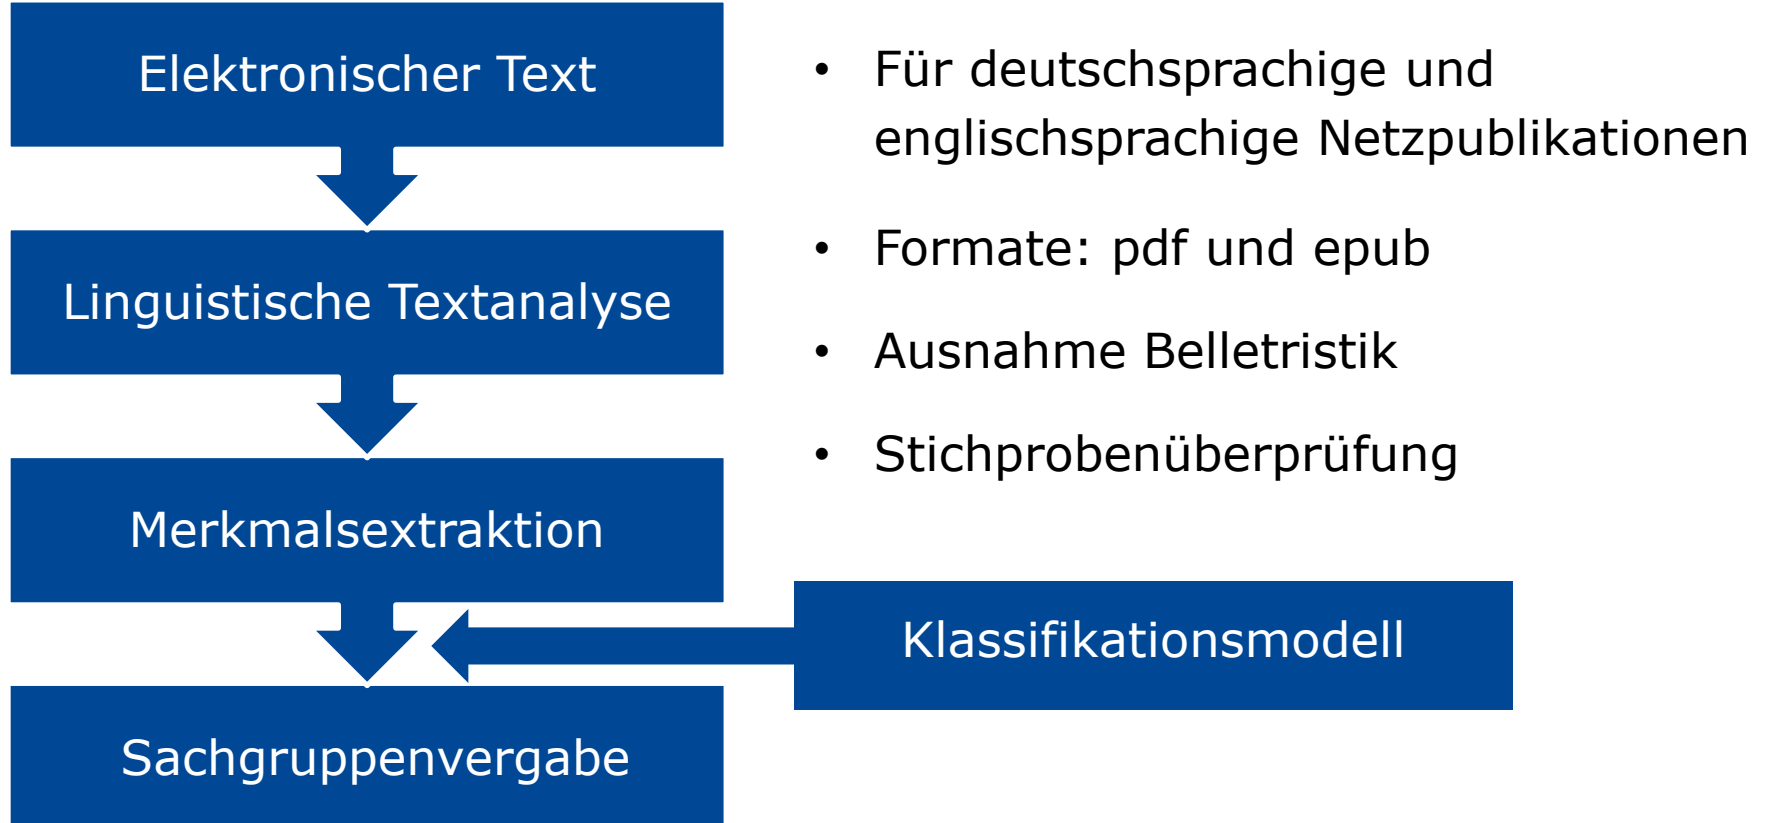 Elektronischer Text
Linguistische Textanalyse
Merkmalsextraktion
Sachgruppenvergabe
• Für deutschsprachige und
englischsprachige Netzpublikationen
• Formate: pdf und epub
• Ausnahme Belletristik
• Stichprobenüberprüfung
Klassifikationsmodell